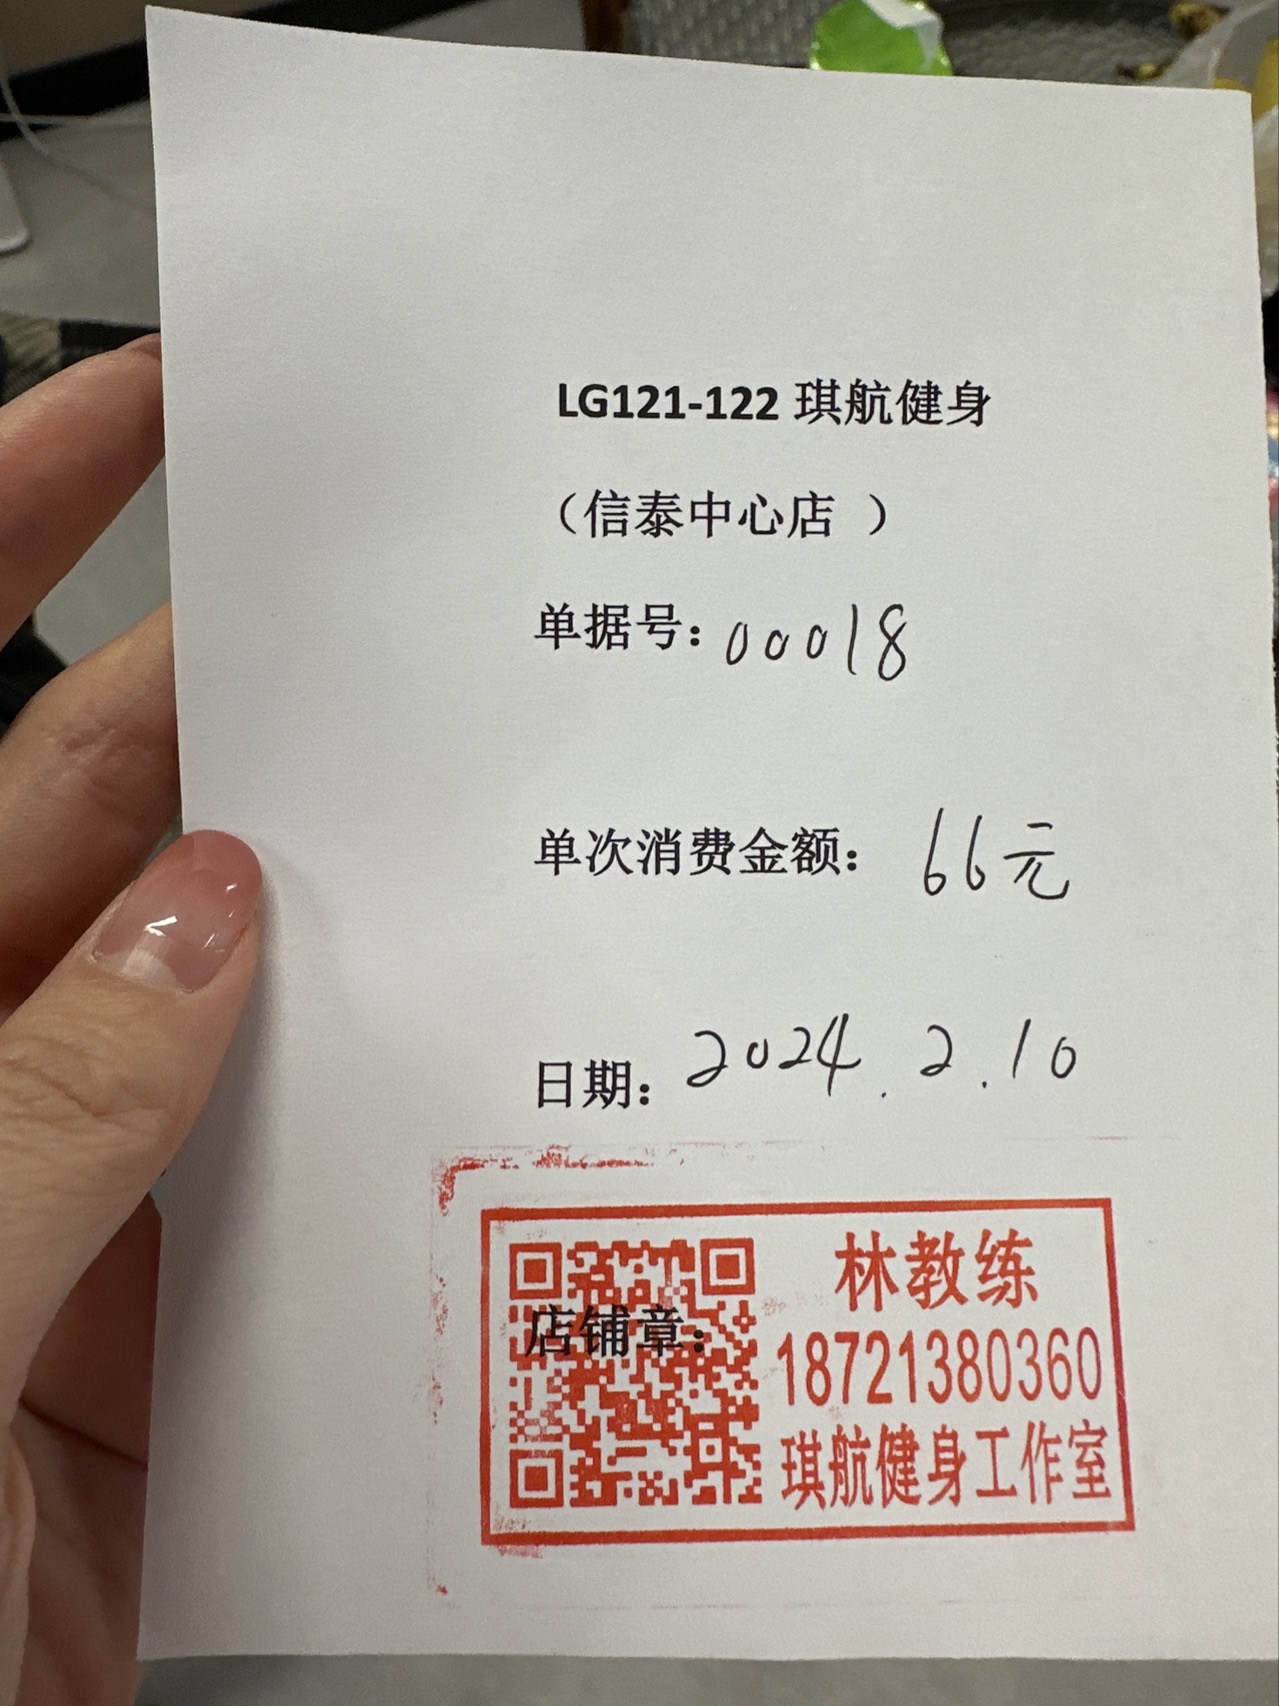 LG121-122 琪航健身
（信泰中心店 ）
单据号：00018
单次消费金额： 66元
日期：2024.2.10
店铺章：
林教练
18721380360
琪航健身工作室